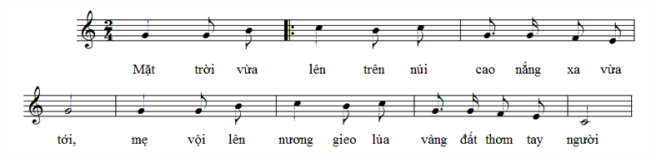 Mặt trời vừa lên trên núi cao nắng xa vừa
tới, mẹ vội lên nương gieo lúa vàng đất thơm tay người